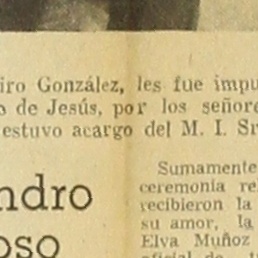 iro González, les fue impu
o de Jesús, por los señore
estuvo acargo del M. I. Sr
ndro
oso
Sumamente
ceremonia re
recibieron la
su amor, la
Elva Muñoz